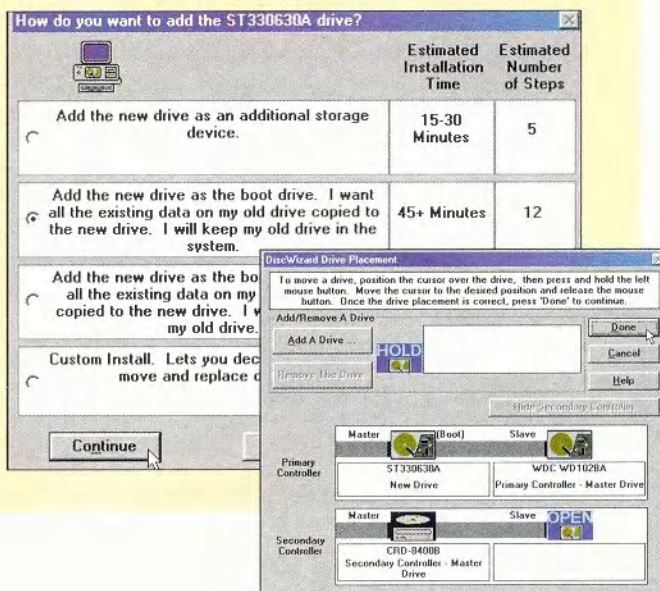 How do you want to add the ST330630A drive?
Estimated
Installation
Time
Estimated
Number
of Steps
Add the new drive as an additional storage
device.
15-30
Minutes
5
Add the new drive as the boot drive. I want
all the existing data on my old drive copied to
the new drive. I will keep my old drive in the
system.
45+ Minutes
12
Add the new drive as the bo
all the existing data on my
copied to the new drive. I w
my old drive.
Custom Install. Lets you dec
move and replace d
Continue
DiscWizard Drive Placement
To move a drive, position the cursor over the drive, then press and hold the left
mouse button. Move the cursor to the desired position and release the mouse
button. Once the drive placement is correct, press 'Done' to continue.
Add/Remove A Drive
Add A Drive ...
Remove The Drive
HOLD
Done
Cancel
Help
Hide Secondary Controller
Master
(Boot)
Slave
Primary
Controller
ST330630A
New Drive
WDC WD102BA
Primary Controller - Master Drive
Master
Slave
OPEN
Secondary
Controller
CRD-8400B
Secondary Controller - Master
Drive